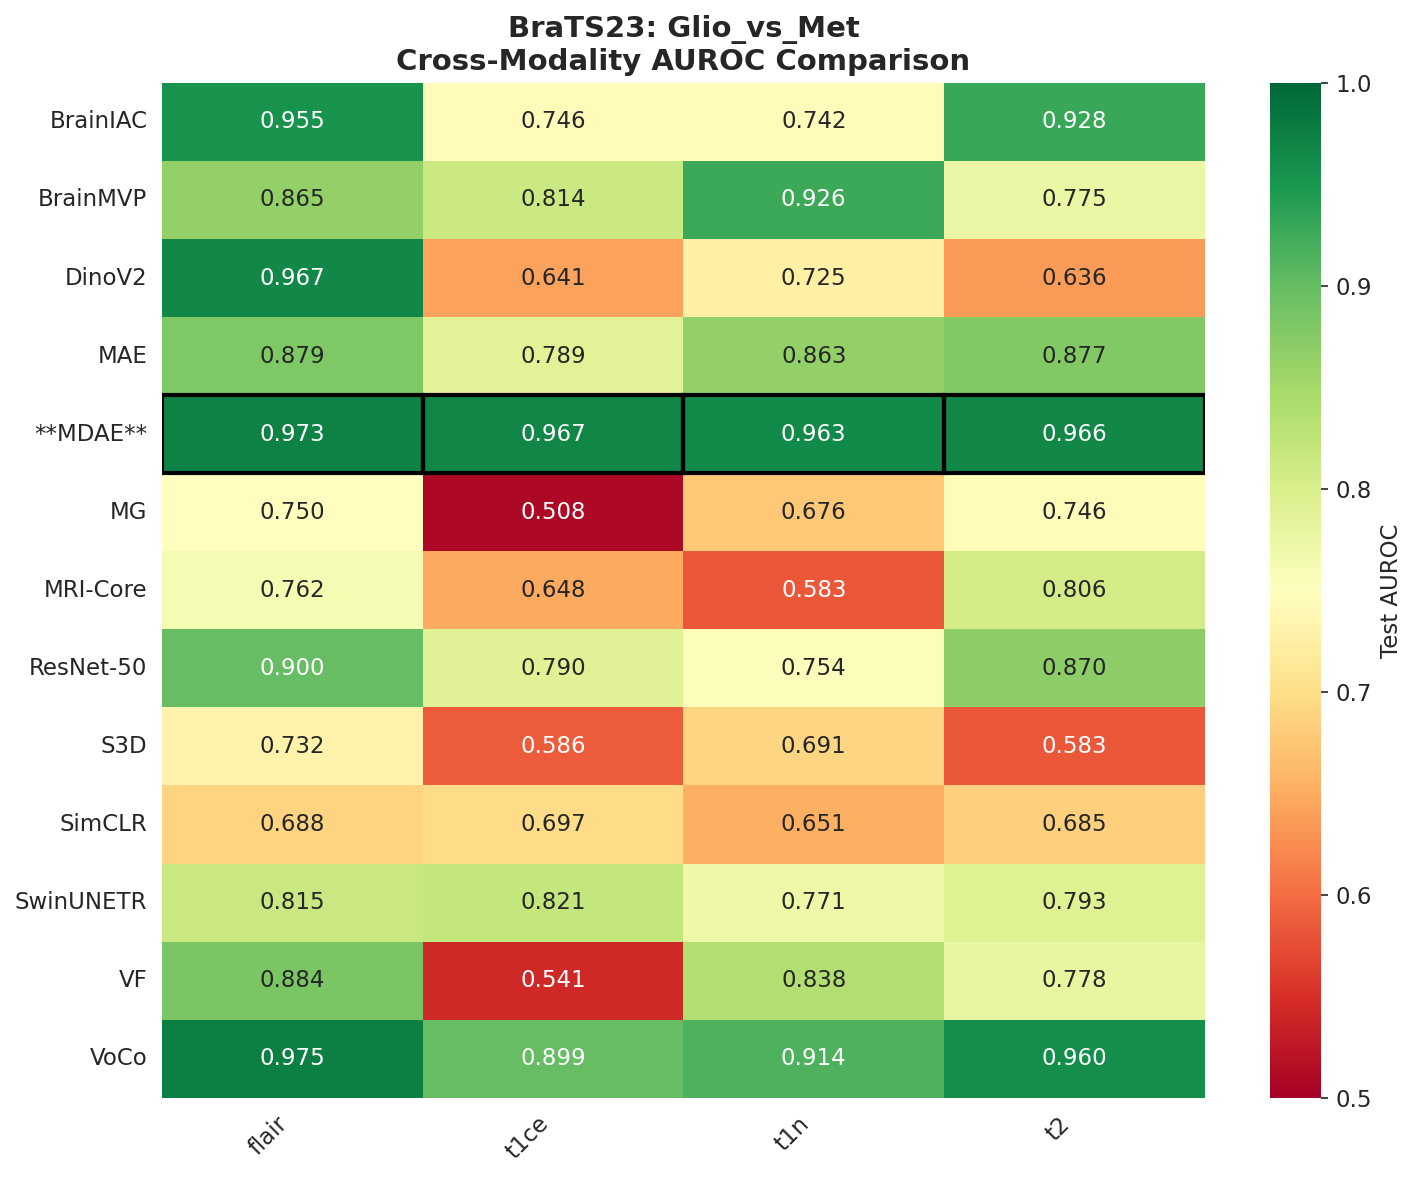 BraTS23: Glio_vs_Met
Cross-Modality AUROC Comparison
BrainIAC 0.955 0.746 0.742 0.928
BrainMVP 0.865 0.814 0.926 0.775
DinoV2 0.967 0.641 0.725 0.636
MAE 0.879 0.789 0.863 0.877
**MDAE** 0.973 0.967 0.963 0.966
MG 0.750 0.508 0.676 0.746
MRI-Core 0.762 0.648 0.583 0.806
ResNet-50 0.900 0.790 0.754 0.870
S3D 0.732 0.586 0.691 0.583
SimCLR 0.688 0.697 0.651 0.685
SwinUNETR 0.815 0.821 0.771 0.793
VF 0.884 0.541 0.838 0.778
VoCo 0.975 0.899 0.914 0.960
flair t1ce t1n t2
1.0
0.9
0.8
0.7
0.6
0.5
Test AUROC